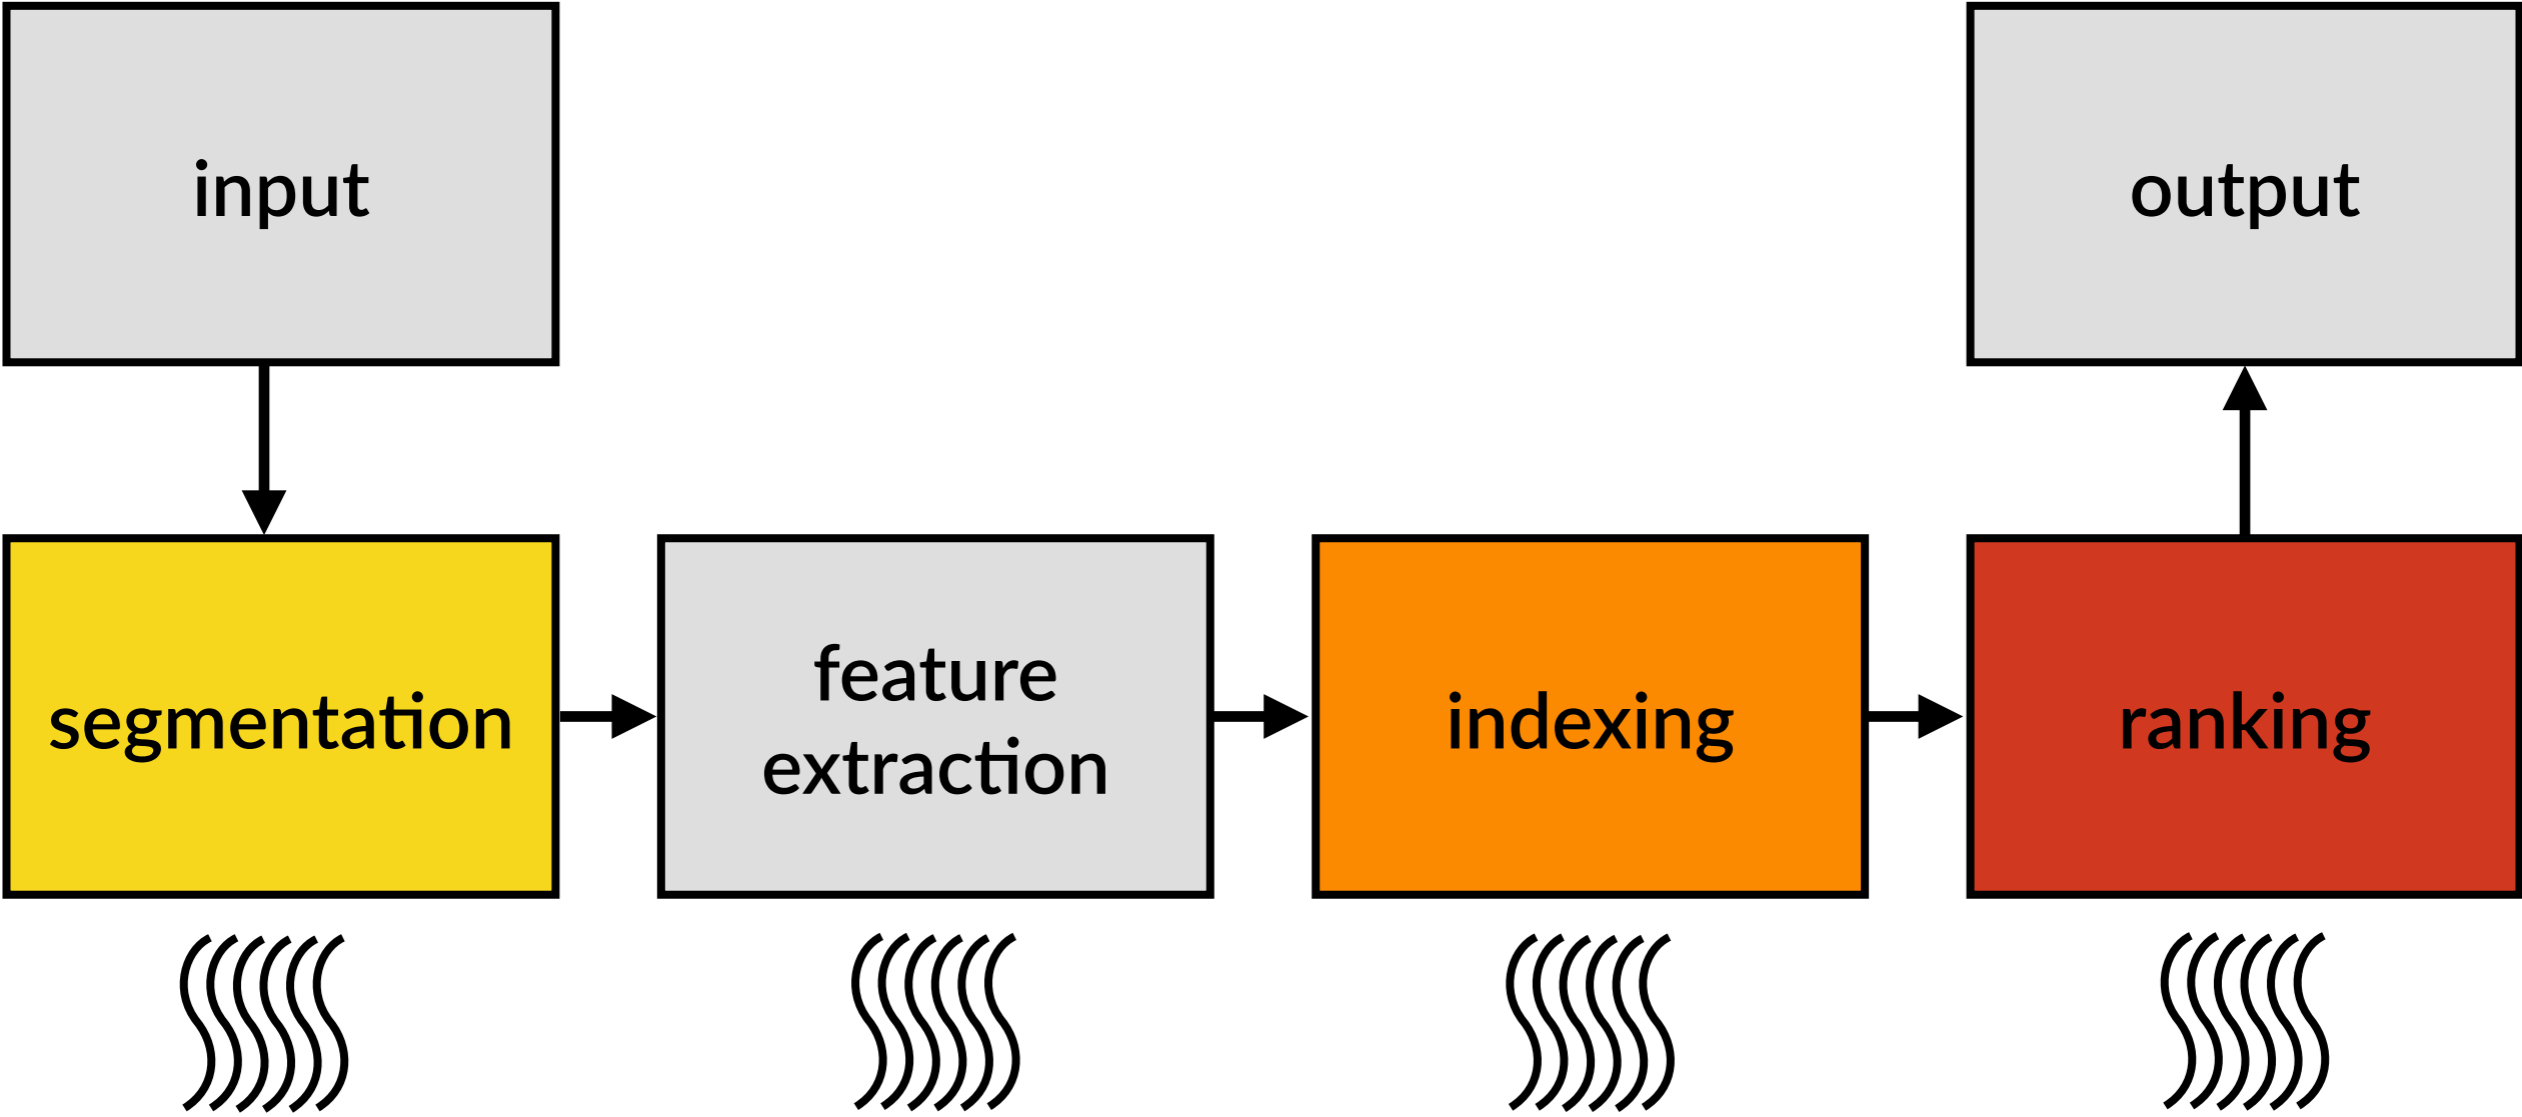 input
output
segmentation
feature
extraction
indexing
ranking